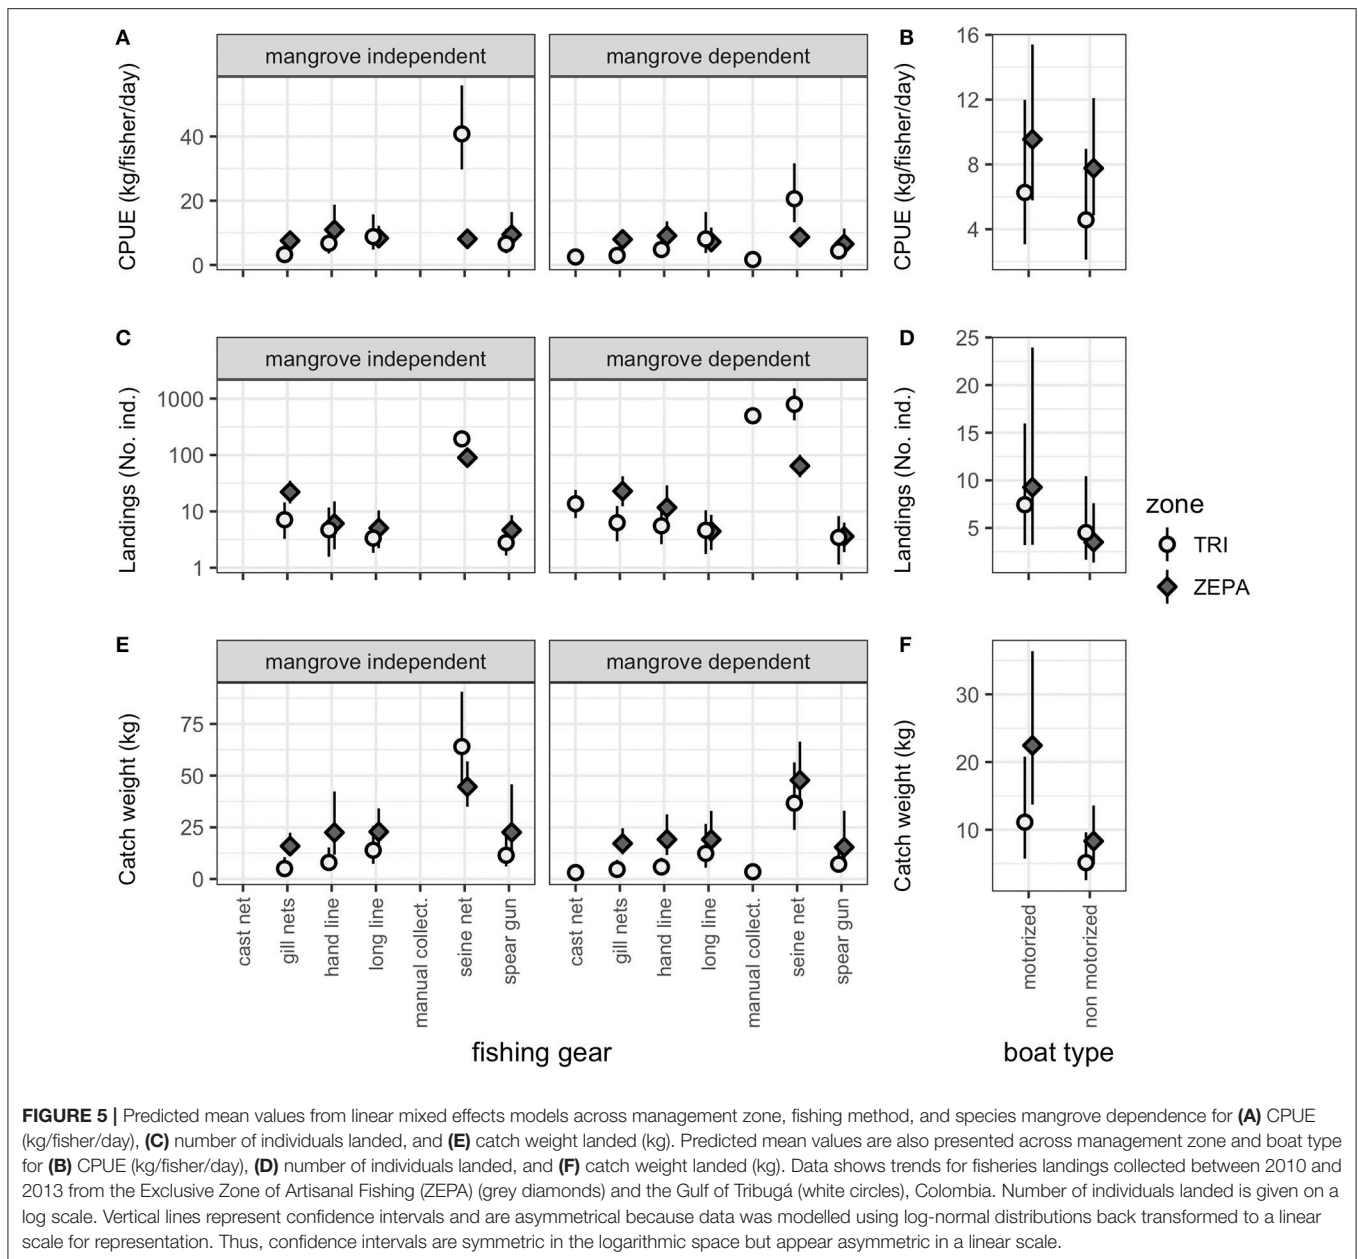 A
mangrove independent
mangrove dependent
CPUE (kg/fisher/day)
40
20
0
B
CPUE (kg/fisher/day)
16
12
8
4
C
mangrove independent
mangrove dependent
Landings (No. ind.)
1000
100
10
1
D
Landings (No. ind.)
25
20
15
10
5
zone
TRI
ZEPA
E
mangrove independent
mangrove dependent
Catch weight (kg)
75
50
25
0
F
Catch weight (kg)
30
20
10
cast net
gill nets
hand line
long line
manual collect.
seine net
spear gun
cast net
gill nets
hand line
long line
manual collect.
seine net
spear gun
motorized
non motorized
fishing gear
boat type
FIGURE 5 | Predicted mean values from linear mixed effects models across management zone, fishing method, and species mangrove dependence for (A) CPUE
(kg/fisher/day), (C) number of individuals landed, and (E) catch weight landed (kg). Predicted mean values are also presented across management zone and boat type
for (B) CPUE (kg/fisher/day), (D) number of individuals landed, and (F) catch weight landed (kg). Data shows trends for fisheries landings collected between 2010 and
2013 from the Exclusive Zone of Artisanal Fishing (ZEPA) (grey diamonds) and the Gulf of Tribugá (white circles), Colombia. Number of individuals landed is given on a
log scale. Vertical lines represent confidence intervals and are asymmetrical because data was modelled using log-normal distributions back transformed to a linear
scale for representation. Thus, confidence intervals are symmetric in the logarithmic space but appear asymmetric in a linear scale.